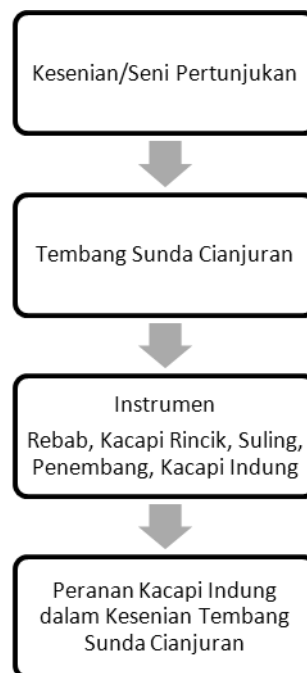 Kesenian/Seni Pertunjukan
Tembang Sunda Cianjuran
Instrumen
Rebab, Kacapi Rincik, Suling,
Penembang, Kacapi Indung
Peranan Kacapi Indung
dalam Kesenian Tembang
Sunda Cianjuran